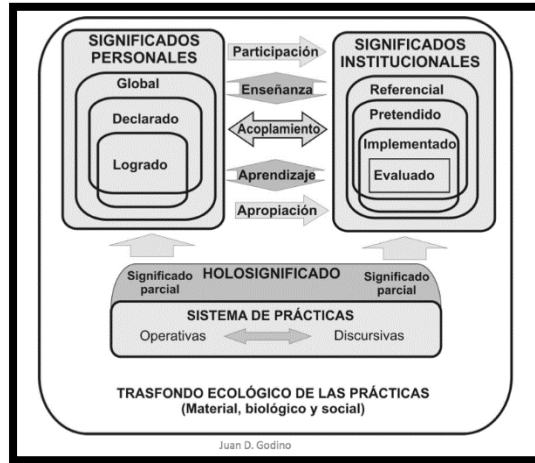 SIGNIFICADOS
PERSONALES
Global
Declarado
Logrado
Participación
Enseñanza
Acoplamiento
Aprendizaje
Apropiación
SIGNIFICADOS
INSTITUCIONALES
Referencial
Pretendido
Implementado
Evaluado
Significado
parcial
HOLOSIGNIFICADO
Significado
parcial
SISTEMA DE PRÁCTICAS
Operativas
Discursivas
TRASFONDO ECOLÓGICO DE LAS PRÁCTICAS
(Material, biológico y social)
Juan D. Godino